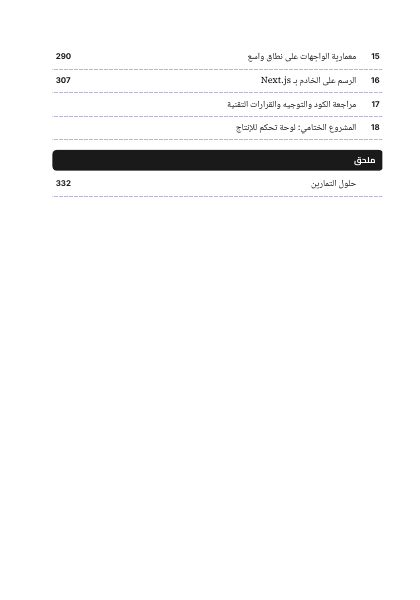 15 معمارية الواجهات على نطاق واسع 290
16 الرسم على الخادم بـ Next.js 307
17 مراجعة الكود والتوجيه والقرارات التقنية
18 المشروع الختامي: لوحة تحكم للإنتاج
ملحق
حلول التمارين 332